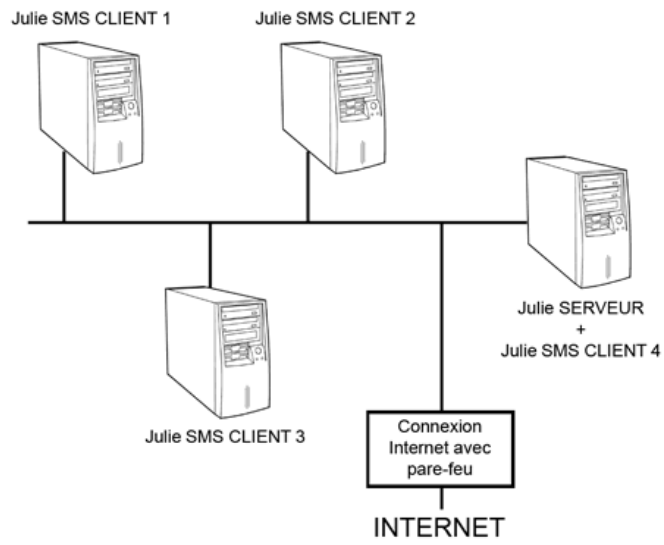 Julie SMS CLIENT 1
Julie SMS CLIENT 2
Julie SERVEUR
+
Julie SMS CLIENT 4
Julie SMS CLIENT 3
Connexion
Internet avec
pare-feu
INTERNET